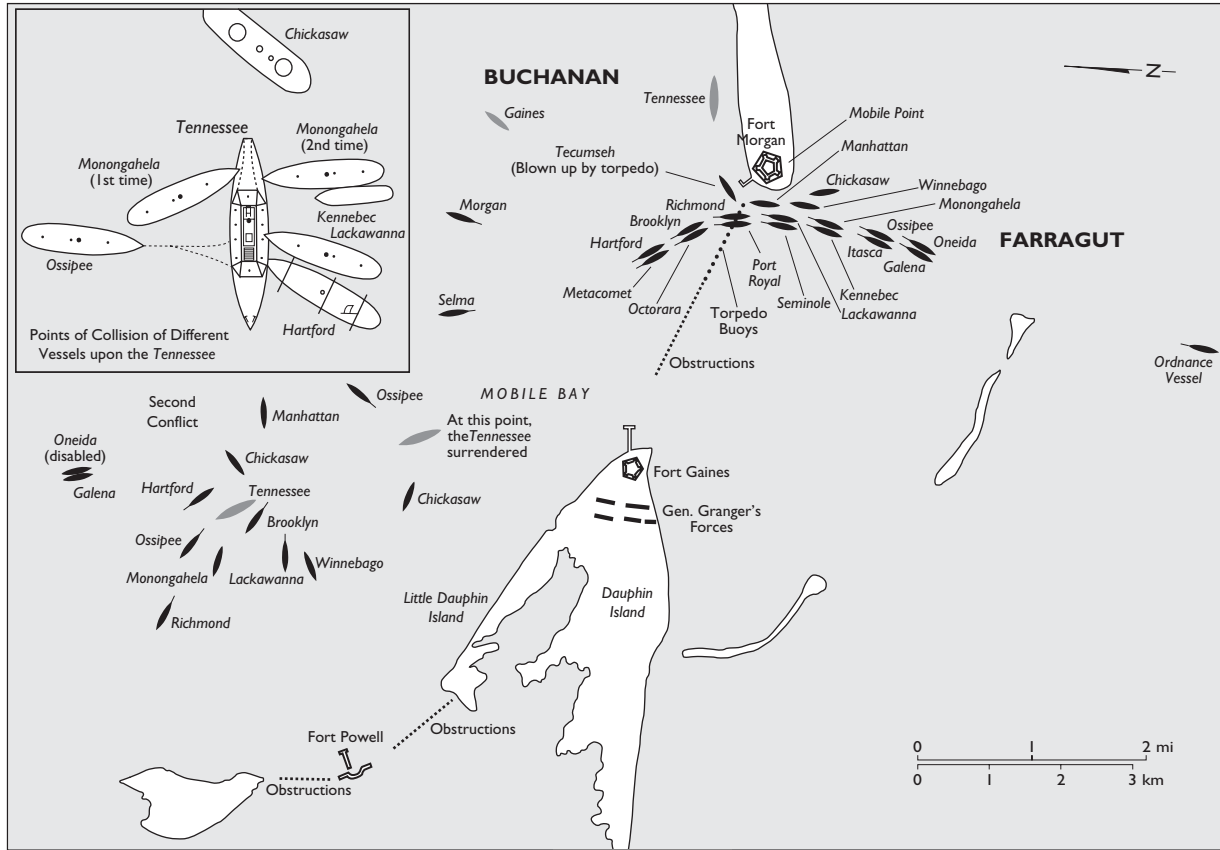 Chickasaw
Tennessee
Monongahela
(2nd time)
Monongahela
(1st time)
Kennebec
Lackawanna
Ossipee
Hartford
Points of Collision of Different
Vessels upon the Tennessee
BUCHANAN
Gaines
Tennessee
N
Fort
Morgan
Mobile Point
Manhattan
Tecumseh
(Blown up by torpedo)
Chickasaw
Winnebago
Monongahela
Richmond
Brooklyn
Hartford
Morgan
Ossipee
Oneida
FARRAGUT
Itasca
Galena
Metacomet
Octorara
Port
Royal
Seminole
Kennebec
Lackawanna
Torpedo
Buoys
Selma
Obstructions
Ordnance
Vessel
MOBILE BAY
Second
Conflict
Ossipee
Manhattan
At this point,
theTennessee
surrendered
Oneida
(disabled)
Galena
Chickasaw
Hartford
Tennessee
Brooklyn
Chickasaw
Fort Gaines
Gen. Granger's
Forces
Ossipee
Monongahela
Lackawanna
Winnebago
Richmond
Little Dauphin
Island
Dauphin
Island
Obstructions
Fort Powell
Obstructions
0 1 2 mi
0 1 2 3 km